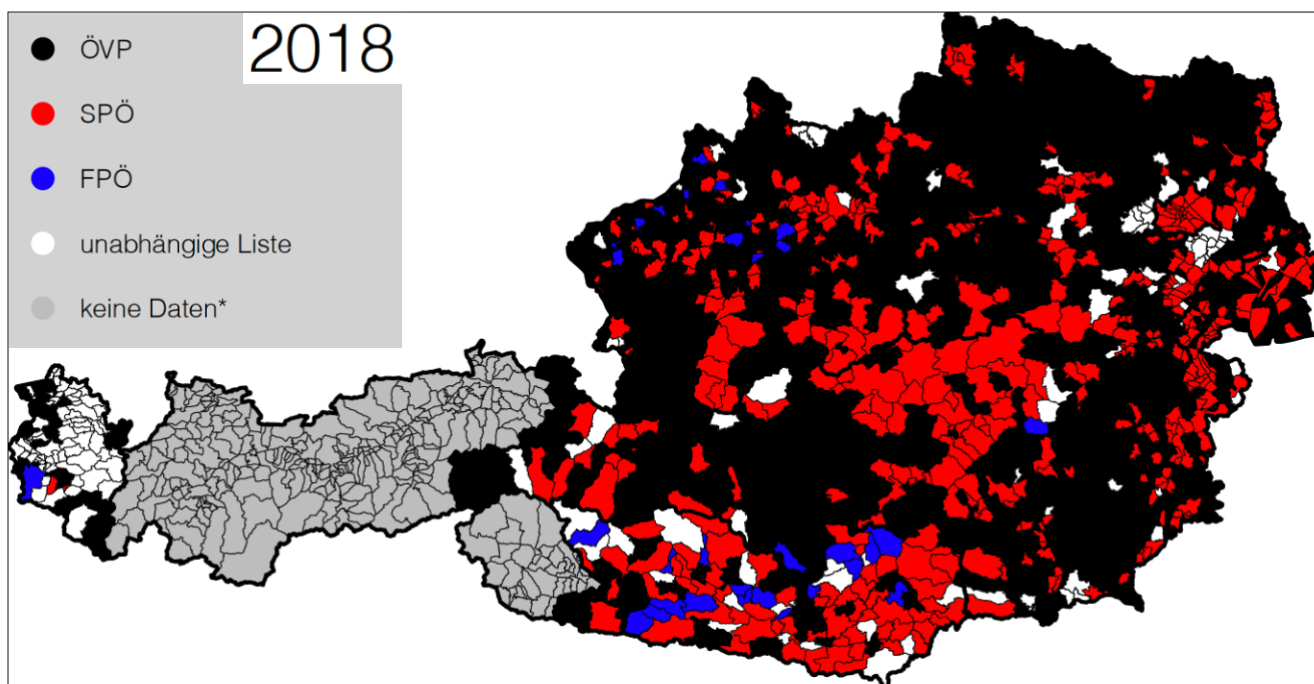 2018
ÖVP
SPÖ
FPÖ
unabhängige Liste
keine Daten*